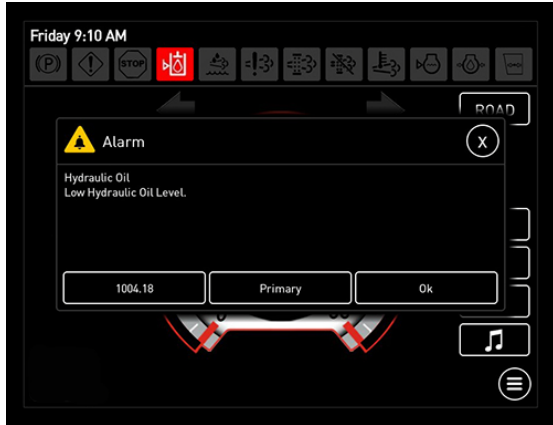 Friday 9:10 AM
(P)
STOP
ROAD
Alarm
X
Hydraulic Oil
Low Hydraulic Oil Level.
1004.18
Primary
Ok